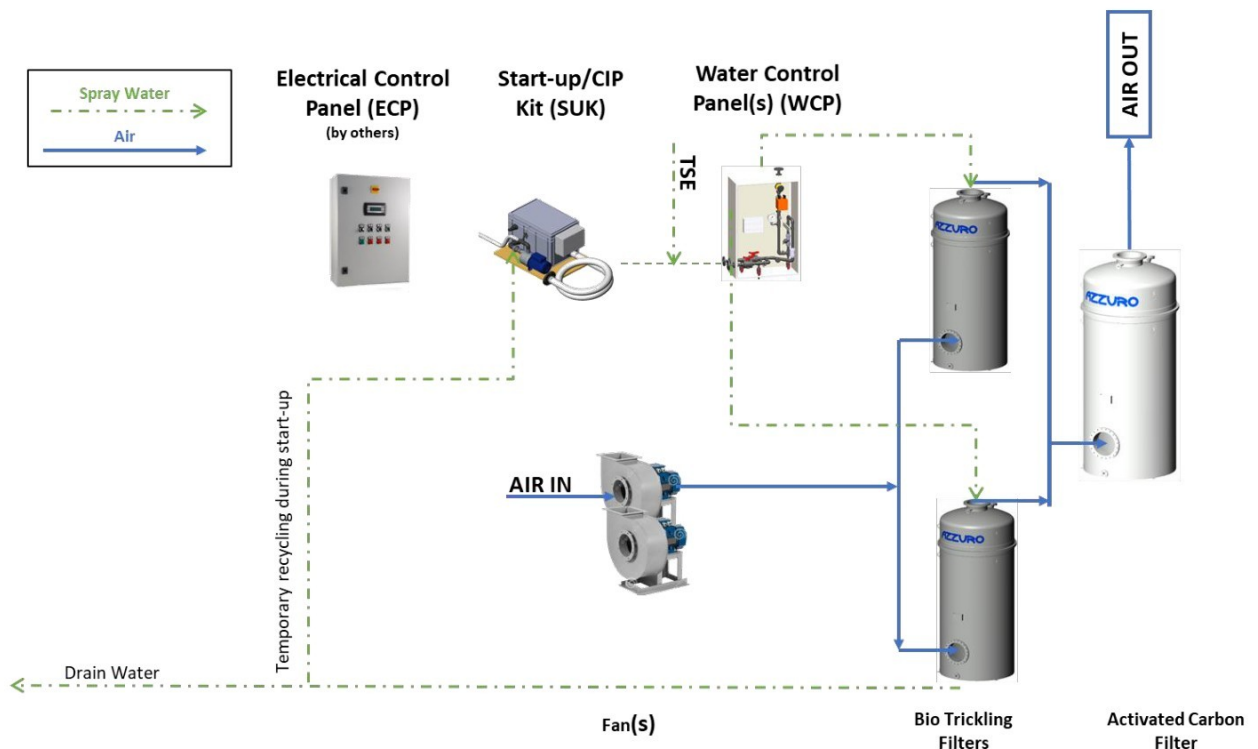 AIR OUT
Electrical Control
Panel (ECP)
(by others)
Start-up/CIP
Kit (SUK)
Water Control
Panel(s) (WCP)
Spray Water
Air
TSE
AZZURO
AZZURO
AIR IN
AZZURO
Temporary recycling during start-up
Drain Water
Fan(s)
Bio Trickling
Filters
Activated Carbon
Filter